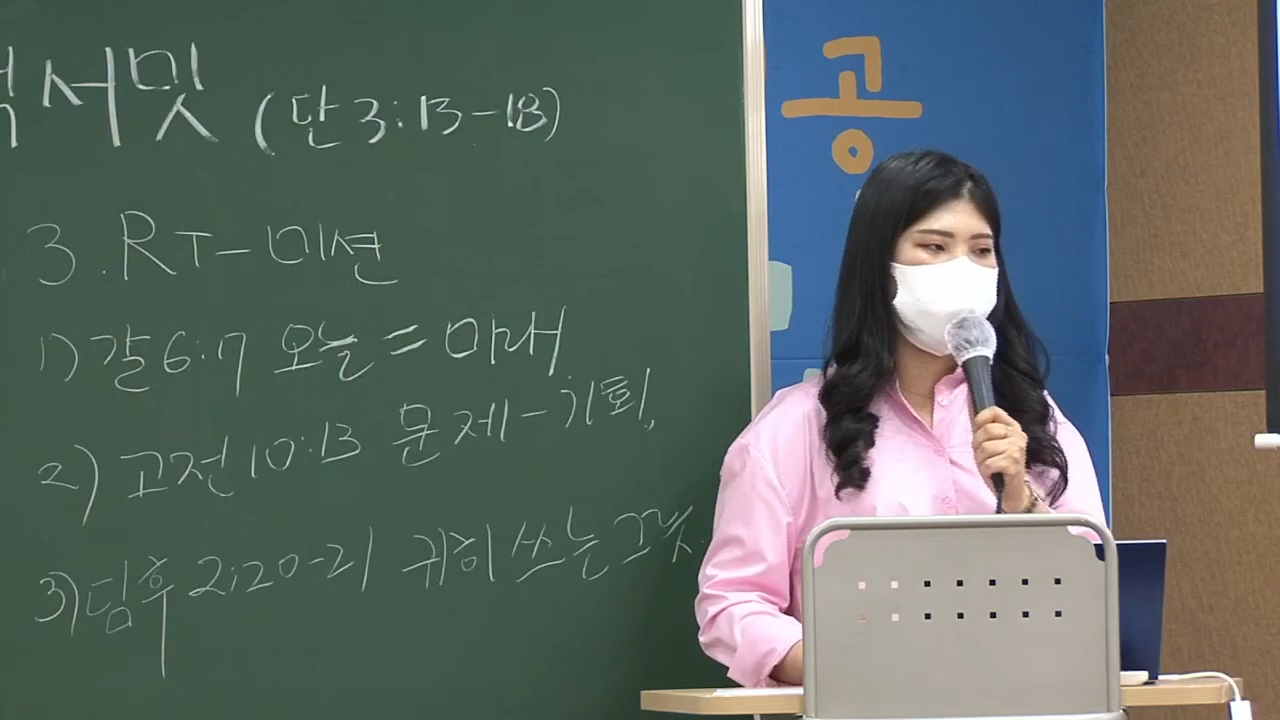 서밋 (단 3:13-18)
3. RT-미션
1) 갈6:7 오늘=미래
2) 고전10:13 문제-기회,
3) 딤후2:20-21 귀히 쓰는 그릇
공